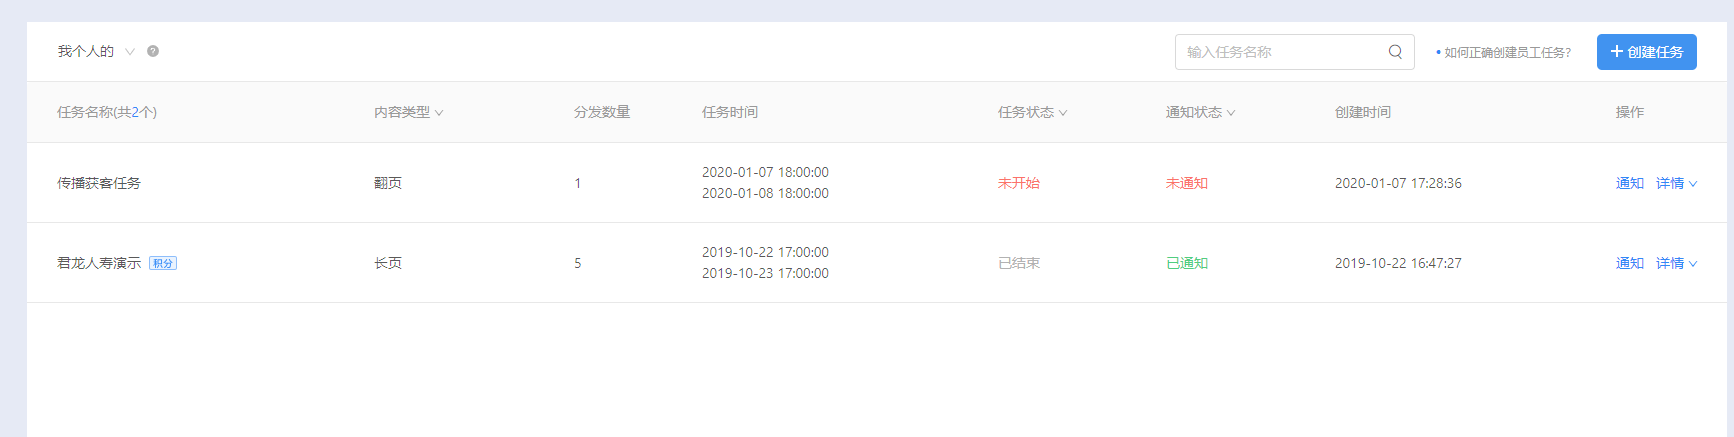 我个人的
输入任务名称
如何正确创建员工任务?
创建任务
任务名称(共2个) 内容类型 分发数量 任务时间 任务状态 通知状态 创建时间 操作
传播获客任务 翻页 1 2020-01-07 18:00:00 未开始 未通知 2020-01-07 17:28:36 通知 详情
2020-01-08 18:00:00
君龙人寿演示 积分 长页 5 2019-10-22 17:00:00 已结束 已通知 2019-10-22 16:47:27 通知 详情
2019-10-23 17:00:00